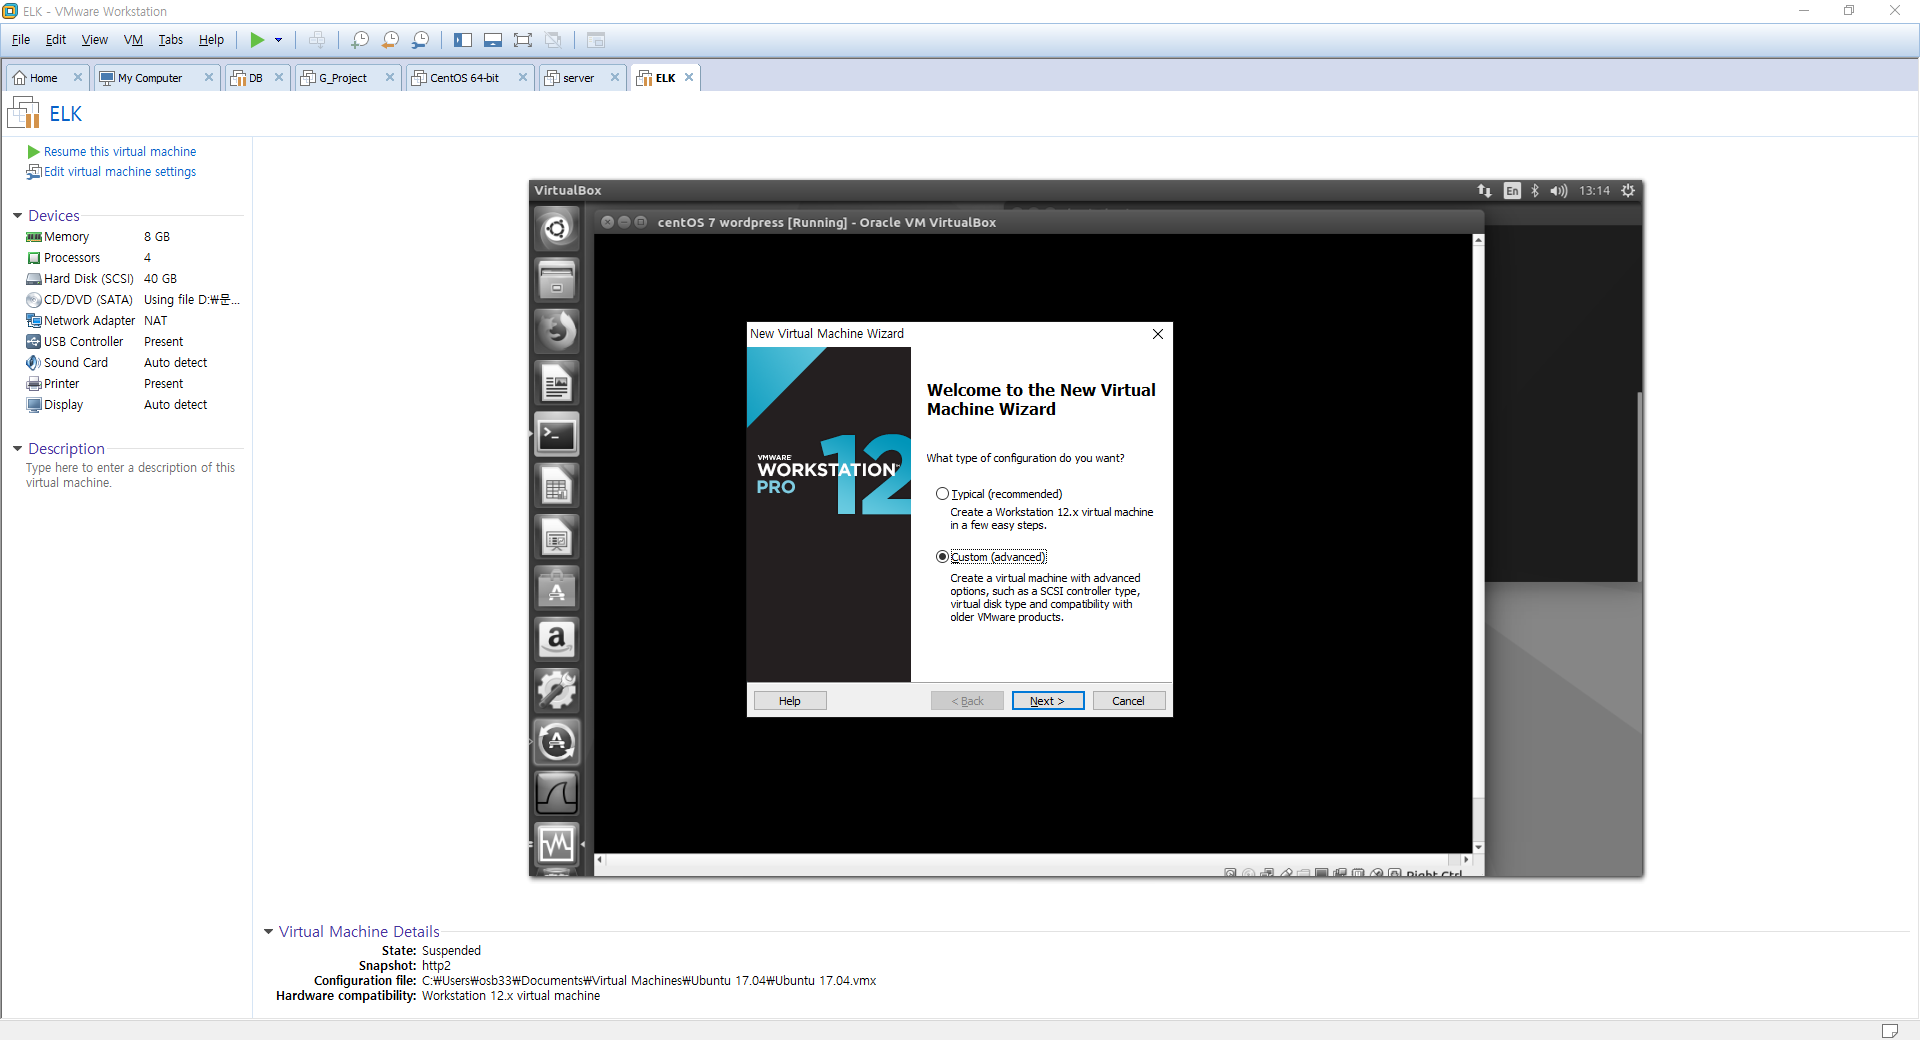 ELK - VMware Workstation
File Edit View VM Tabs Help
Home My Computer DB G_Project CentOS 64-bit server ELK
ELK
Resume this virtual machine
Edit virtual machine settings
Devices
Memory 8 GB
Processors 4
Hard Disk (SCSI) 40 GB
CD/DVD (SATA) Using file D:₩문...
Network Adapter NAT
USB Controller Present
Sound Card Auto detect
Printer Present
Display Auto detect
Description
Type here to enter a description of this
virtual machine.
VirtualBox En 13:14
centOS 7 wordpress [Running] - Oracle VM VirtualBox
New Virtual Machine Wizard
VMWARE
WORKSTATION™
PRO
12
Welcome to the New Virtual
Machine Wizard
What type of configuration do you want?
Typical (recommended)
Create a Workstation 12.x virtual machine
in a few easy steps.
Custom (advanced)
Create a virtual machine with advanced
options, such as a SCSI controller type,
virtual disk type and compatibility with
older VMware products.
Help < Back Next > Cancel
Right Ctrl
Virtual Machine Details
State: Suspended
Snapshot: http2
Configuration file: C:₩Users₩osb33₩Documents₩Virtual Machines₩Ubuntu 17.04₩Ubuntu 17.04.vmx
Hardware compatibility: Workstation 12.x virtual machine